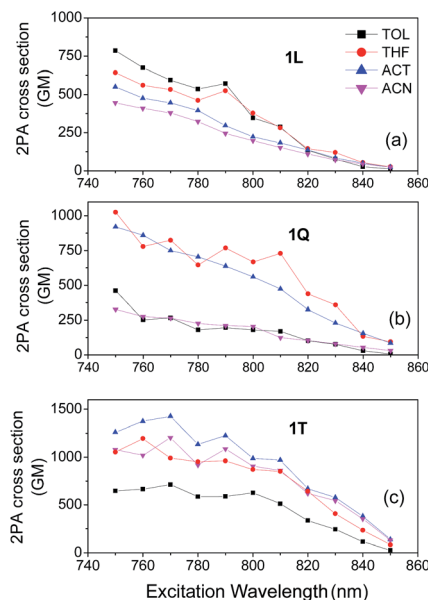 1000
750
500
250
0
2PA cross section
(GM)
1L
TOL
THF
ACT
ACN
(a)
740 760 780 800 820 840 860
1000
750
500
250
0
2PA cross section
(GM)
1Q
(b)
740 760 780 800 820 840 860
1500
1000
500
0
2PA cross section
(GM)
1T
(c)
740 760 780 800 820 840 860
Excitation Wavelength (nm)